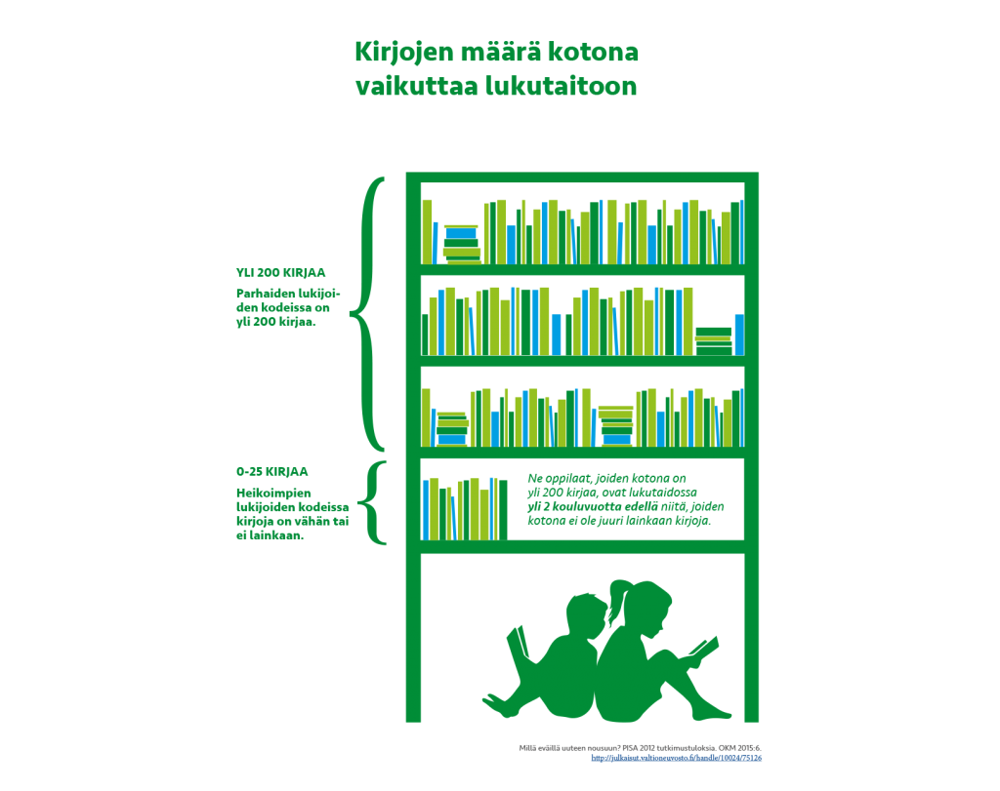 Kirjojen määrä kotona
vaikuttaa lukutaitoon
YLI 200 KIRJAA
Parhaiden lukijoi-
den kodeissa on
yli 200 kirjaa.
0-25 KIRJAA
Heikoimpien
lukijoiden kodeissa
kirjoja on vähän tai
ei lainkaan.
Ne oppilaat, joiden kotona on
yli 200 kirjaa, ovat lukutaidossa
yli 2 kouluvuotta edellä niitä, joiden
kotona ei ole juuri lainkaan kirjoja.
Millä eväillä uuteen nousuun? PISA 2012 tutkimustuloksia. OKM 2015:6.
http://julkaisut.valtioneuvosto.fi/handle/10024/75126